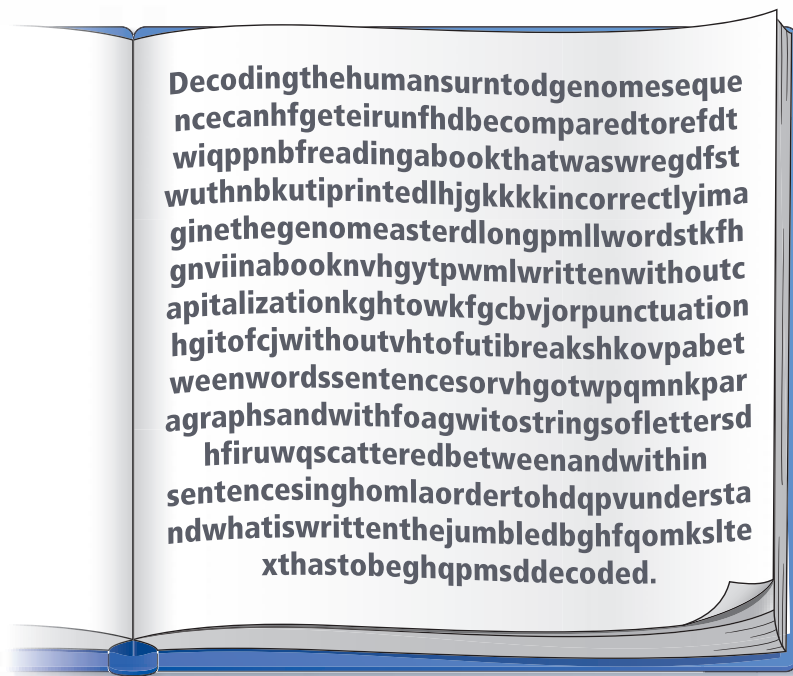 Decodingthehumansurntodgenomeseque
ncecanhfgeteirunfhdbecomparedtorefdt
wiqppnbfreadingabookthatwaswregdfst
wuthnbkutiprintedlhjgkkkkincorrectlyima
ginethegenomeasterdlongpmllwordstkfh
gnviinabooknvhgytpwmlwrittenwithoutc
apitalizationkghtowkfgcbvjorpunctuation
hgitofcjwithoutvhtofutibreakshkovpabet
weenwordssentencesorvhgotwpqmnkpar
agraphsandwithfoagwitostringsoflettersd
hfiruwqscatteredbetweenandwithin
sentencesinghomlaordertohdqpvundersta
ndwhatiswrittenthejumbledbghfqomkslte
xthastobeghqpmsddecoded.